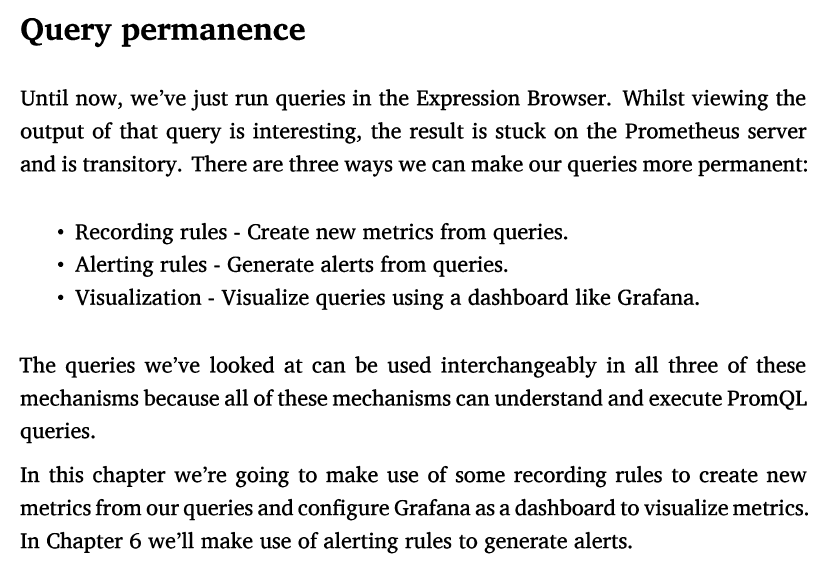 Query permanence
Until now, we’ve just run queries in the Expression Browser. Whilst viewing the
output of that query is interesting, the result is stuck on the Prometheus server
and is transitory. There are three ways we can make our queries more permanent:
• Recording rules - Create new metrics from queries.
• Alerting rules - Generate alerts from queries.
• Visualization - Visualize queries using a dashboard like Grafana.
The queries we’ve looked at can be used interchangeably in all three of these
mechanisms because all of these mechanisms can understand and execute PromQL
queries.
In this chapter we’re going to make use of some recording rules to create new
metrics from our queries and configure Grafana as a dashboard to visualize metrics.
In Chapter 6 we’ll make use of alerting rules to generate alerts.